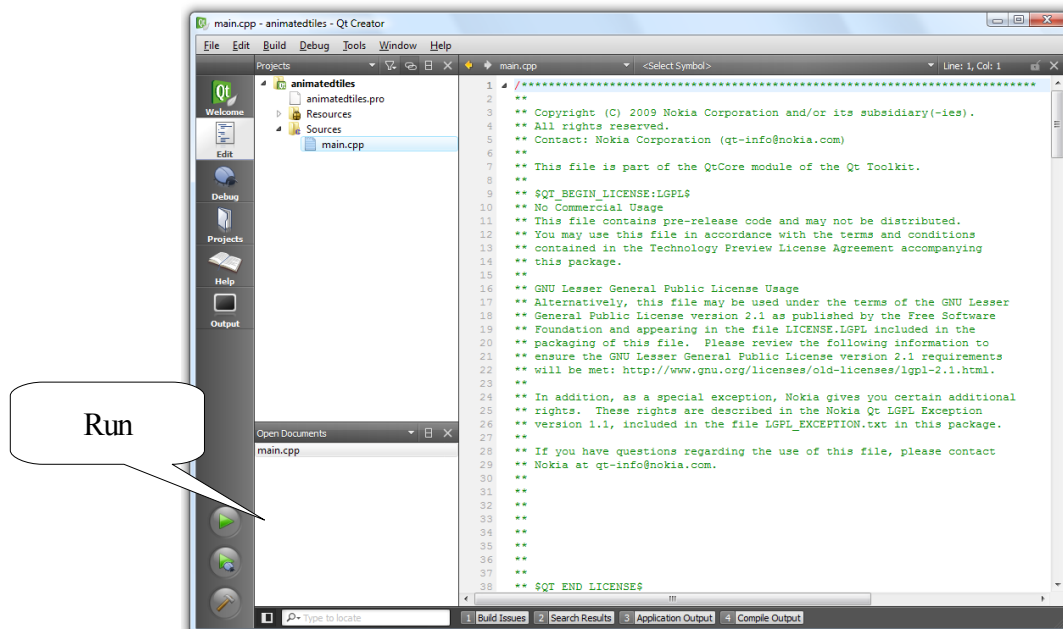 main.cpp - animatedtiles - Qt Creator
File Edit Build Debug Tools Window Help
Projects
main.cpp
<Select Symbol>
Line: 1, Col: 1
Qt
Welcome
Edit
Debug
Projects
Help
Output
animatedtiles
animatedtiles.pro
Resources
Sources
main.cpp
Open Documents
main.cpp
Run
1 /****************************************************************************
2 **
3 ** Copyright (C) 2009 Nokia Corporation and/or its subsidiary(-ies).
4 ** All rights reserved.
5 ** Contact: Nokia Corporation (qt-info@nokia.com)
6 **
7 ** This file is part of the QtCore module of the Qt Toolkit.
8 **
9 ** $QT_BEGIN_LICENSE:LGPL$
10 ** No Commercial Usage
11 ** This file contains pre-release code and may not be distributed.
12 ** You may use this file in accordance with the terms and conditions
13 ** contained in the Technology Preview License Agreement accompanying
14 ** this package.
15 **
16 ** GNU Lesser General Public License Usage
17 ** Alternatively, this file may be used under the terms of the GNU Lesser
18 ** General Public License version 2.1 as published by the Free Software
19 ** Foundation and appearing in the file LICENSE.LGPL included in the
20 ** packaging of this file.  Please review the following information to
21 ** ensure the GNU Lesser General Public License version 2.1 requirements
22 ** will be met: http://www.gnu.org/licenses/old-licenses/lgpl-2.1.html.
23 **
24 ** In addition, as a special exception, Nokia gives you certain additional
25 ** rights.  These rights are described in the Nokia Qt LGPL Exception
26 ** version 1.1, included in the file LGPL_EXCEPTION.txt in this package.
27 **
28 ** If you have questions regarding the use of this file, please contact
29 ** Nokia at qt-info@nokia.com.
30 **
31 **
32 **
33 **
34 **
35 **
36 **
37 **
38 ** $QT_END_LICENSE$
Type to locate
1 Build Issues 2 Search Results 3 Application Output 4 Compile Output